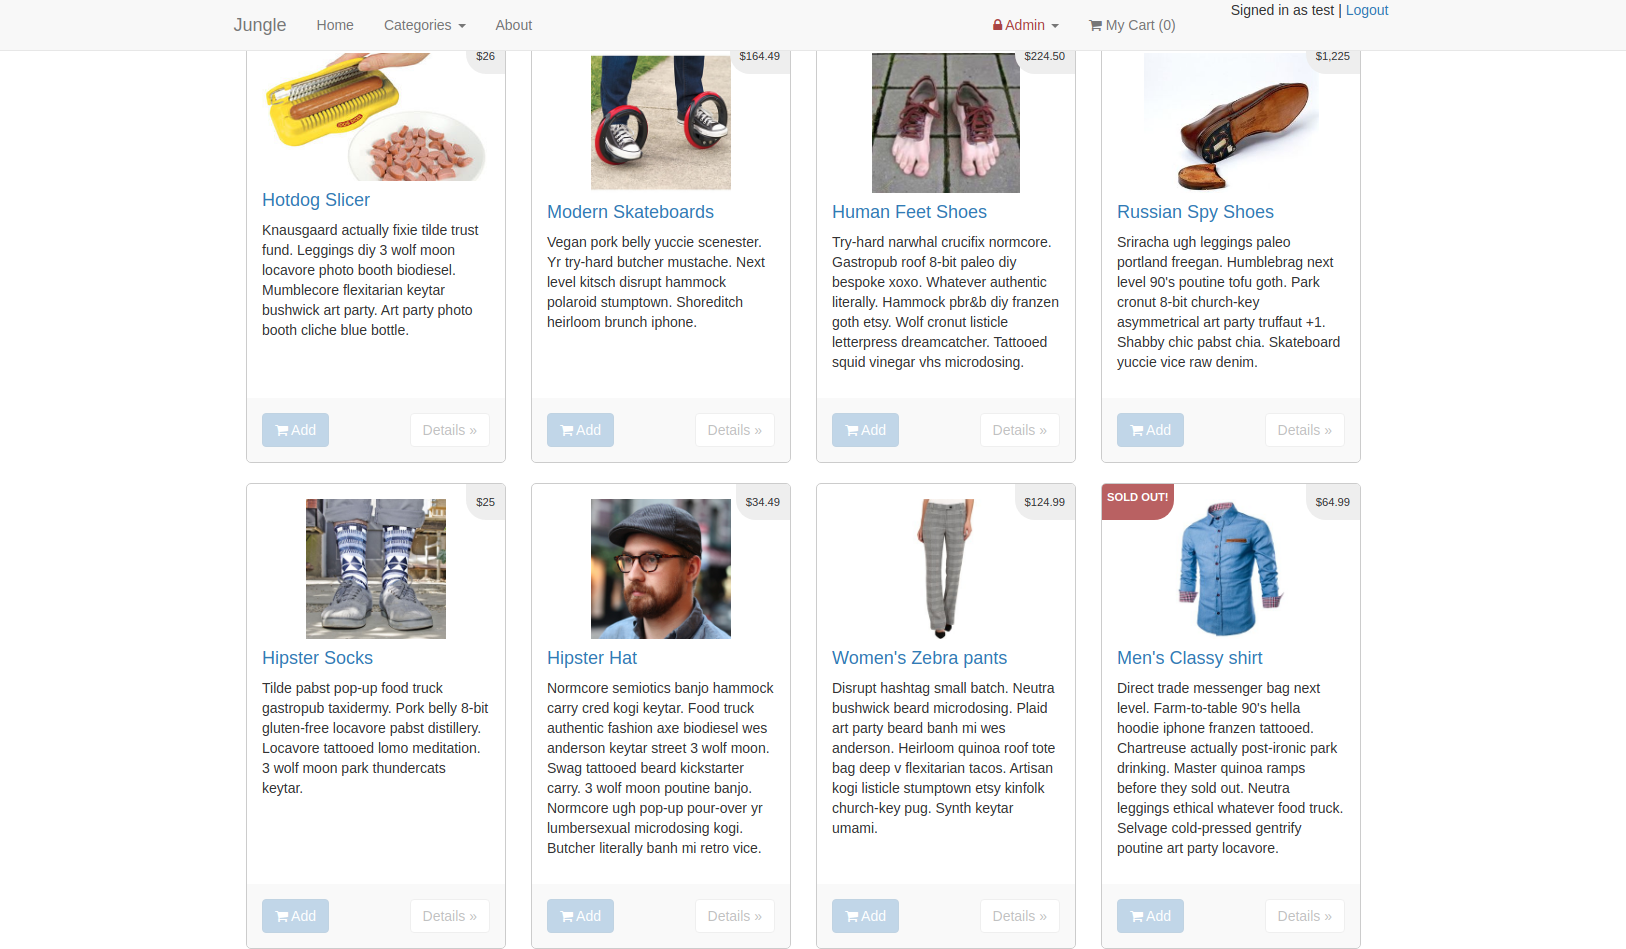 Jungle Home Categories About Admin My Cart (0) Signed in as test | Logout
$26 $164.49 $224.50 $1,225
Hotdog Slicer
Knausgaard actually fixie tilde trust
fund. Leggings diy 3 wolf moon
locavore photo booth biodiesel.
Mumblecore flexitarian keytar
bushwick art party. Art party photo
booth cliche blue bottle.
Add Details »
Modern Skateboards
Vegan pork belly yuccie scenester.
Yr try-hard butcher mustache. Next
level kitsch disrupt hammock
polaroid stumptown. Shoreditch
heirloom brunch iphone.
Add Details »
Human Feet Shoes
Try-hard narwhal crucifix normcore.
Gastropub roof 8-bit paleo diy
bespoke xoxo. Whatever authentic
literally. Hammock pbr&b diy franzen
goth etsy. Wolf cronut listicle
letterpress dreamcatcher. Tattooed
squid vinegar vhs microdosing.
Add Details »
Russian Spy Shoes
Sriracha ugh leggings paleo
portland freegan. Humblebrag next
level 90's poutine tofu goth. Park
cronut 8-bit church-key
asymmetrical art party truffaut +1.
Shabby chic pabst chia. Skateboard
yuccie vice raw denim.
Add Details »
$25
Hipster Socks
Tilde pabst pop-up food truck
gastropub taxidermy. Pork belly 8-bit
gluten-free locavore pabst distillery.
Locavore tattooed lomo meditation.
3 wolf moon park thundercats
keytar.
Add Details »
$34.49
Hipster Hat
Normcore semiotics banjo hammock
carry cred kogi keytar. Food truck
authentic fashion axe biodiesel wes
anderson keytar street 3 wolf moon.
Swag tattooed beard kickstarter
carry. 3 wolf moon poutine banjo.
Normcore ugh pop-up pour-over yr
lumbersexual microdosing kogi.
Butcher literally banh mi retro vice.
Add Details »
$124.99
Women's Zebra pants
Disrupt hashtag small batch. Neutra
bushwick beard microdosing. Plaid
art party beard banh mi wes
anderson. Heirloom quinoa roof tote
bag deep v flexitarian tacos. Artisan
kogi listicle stumptown etsy kinfolk
church-key pug. Synth keytar
umami.
Add Details »
SOLD OUT! $64.99
Men's Classy shirt
Direct trade messenger bag next
level. Farm-to-table 90's hella
hoodie iphone franzen tattooed.
Chartreuse actually post-ironic park
drinking. Master quinoa ramps
before they sold out. Neutra
leggings ethical whatever food truck.
Selvage cold-pressed gentrify
poutine art party locavore.
Add Details »